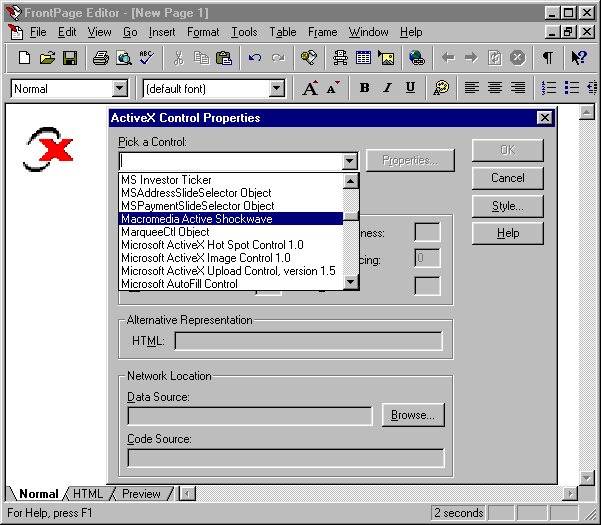 FrontPage Editor - [New Page 1]
File Edit View Go Insert Format Tools Table Frame Window Help
Normal (default font) A A B I U
ActiveX Control Properties
Pick a Control:
Properties...
OK
MS Investor Ticker
MSAddressSlideSelector Object
MSPaymentSlideSelector Object
Macromedia Active Shockwave
MarqueeCtl Object
Microsoft ActiveX Hot Spot Control 1.0
Microsoft ActiveX Image Control 1.0
Microsoft ActiveX Upload Control, version 1.5
Microsoft AutoFill Control
Cancel
Style...
Help
ness:
cing: 0
Alternative Representation
HTML:
Network Location
Data Source:
Browse...
Code Source:
Normal HTML Preview
For Help, press F1 2 seconds